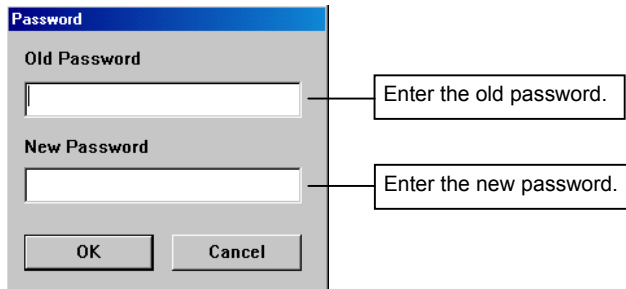 Password
Old Password
Enter the old password.
New Password
Enter the new password.
OK Cancel